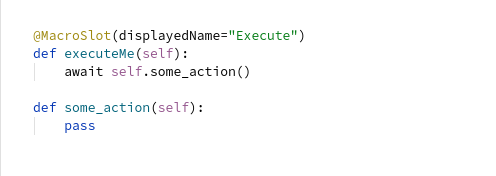 @MacroSlot(displayedName="Execute")
def executeMe(self):
    await self.some_action()

def some_action(self):
    pass